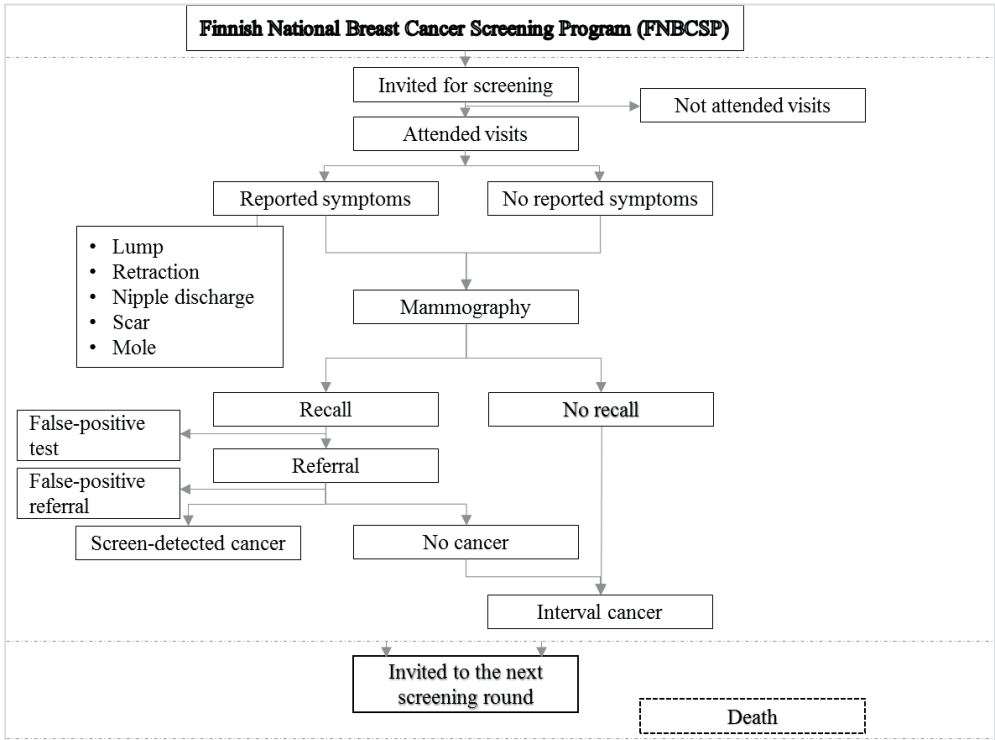 Finnish National Breast Cancer Screening Program (FNBCSP)
Invited for screening
Not attended visits
Attended visits
Reported symptoms
No reported symptoms
• Lump
• Retraction
• Nipple discharge
• Scar
• Mole
Mammography
Recall
No recall
False-positive
test
Referral
False-positive
referral
Screen-detected cancer
No cancer
Interval cancer
Invited to the next
screening round
Death